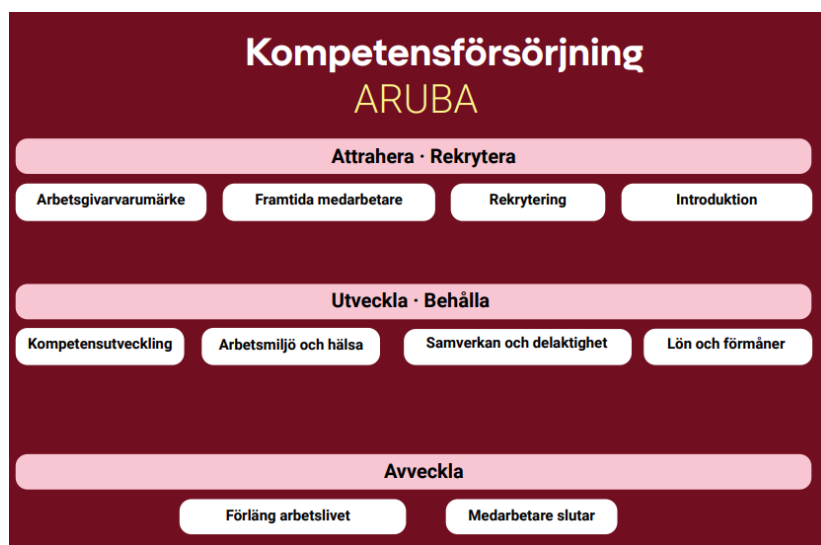 Kompetensförsörjning
ARUBA
Attrahera · Rekrytera
Arbetsgivarvarumärke
Framtida medarbetare
Rekrytering
Introduktion
Utveckla · Behålla
Kompetensutveckling
Arbetsmiljö och hälsa
Samverkan och delaktighet
Lön och förmåner
Avveckla
Förläng arbetslivet
Medarbetare slutar